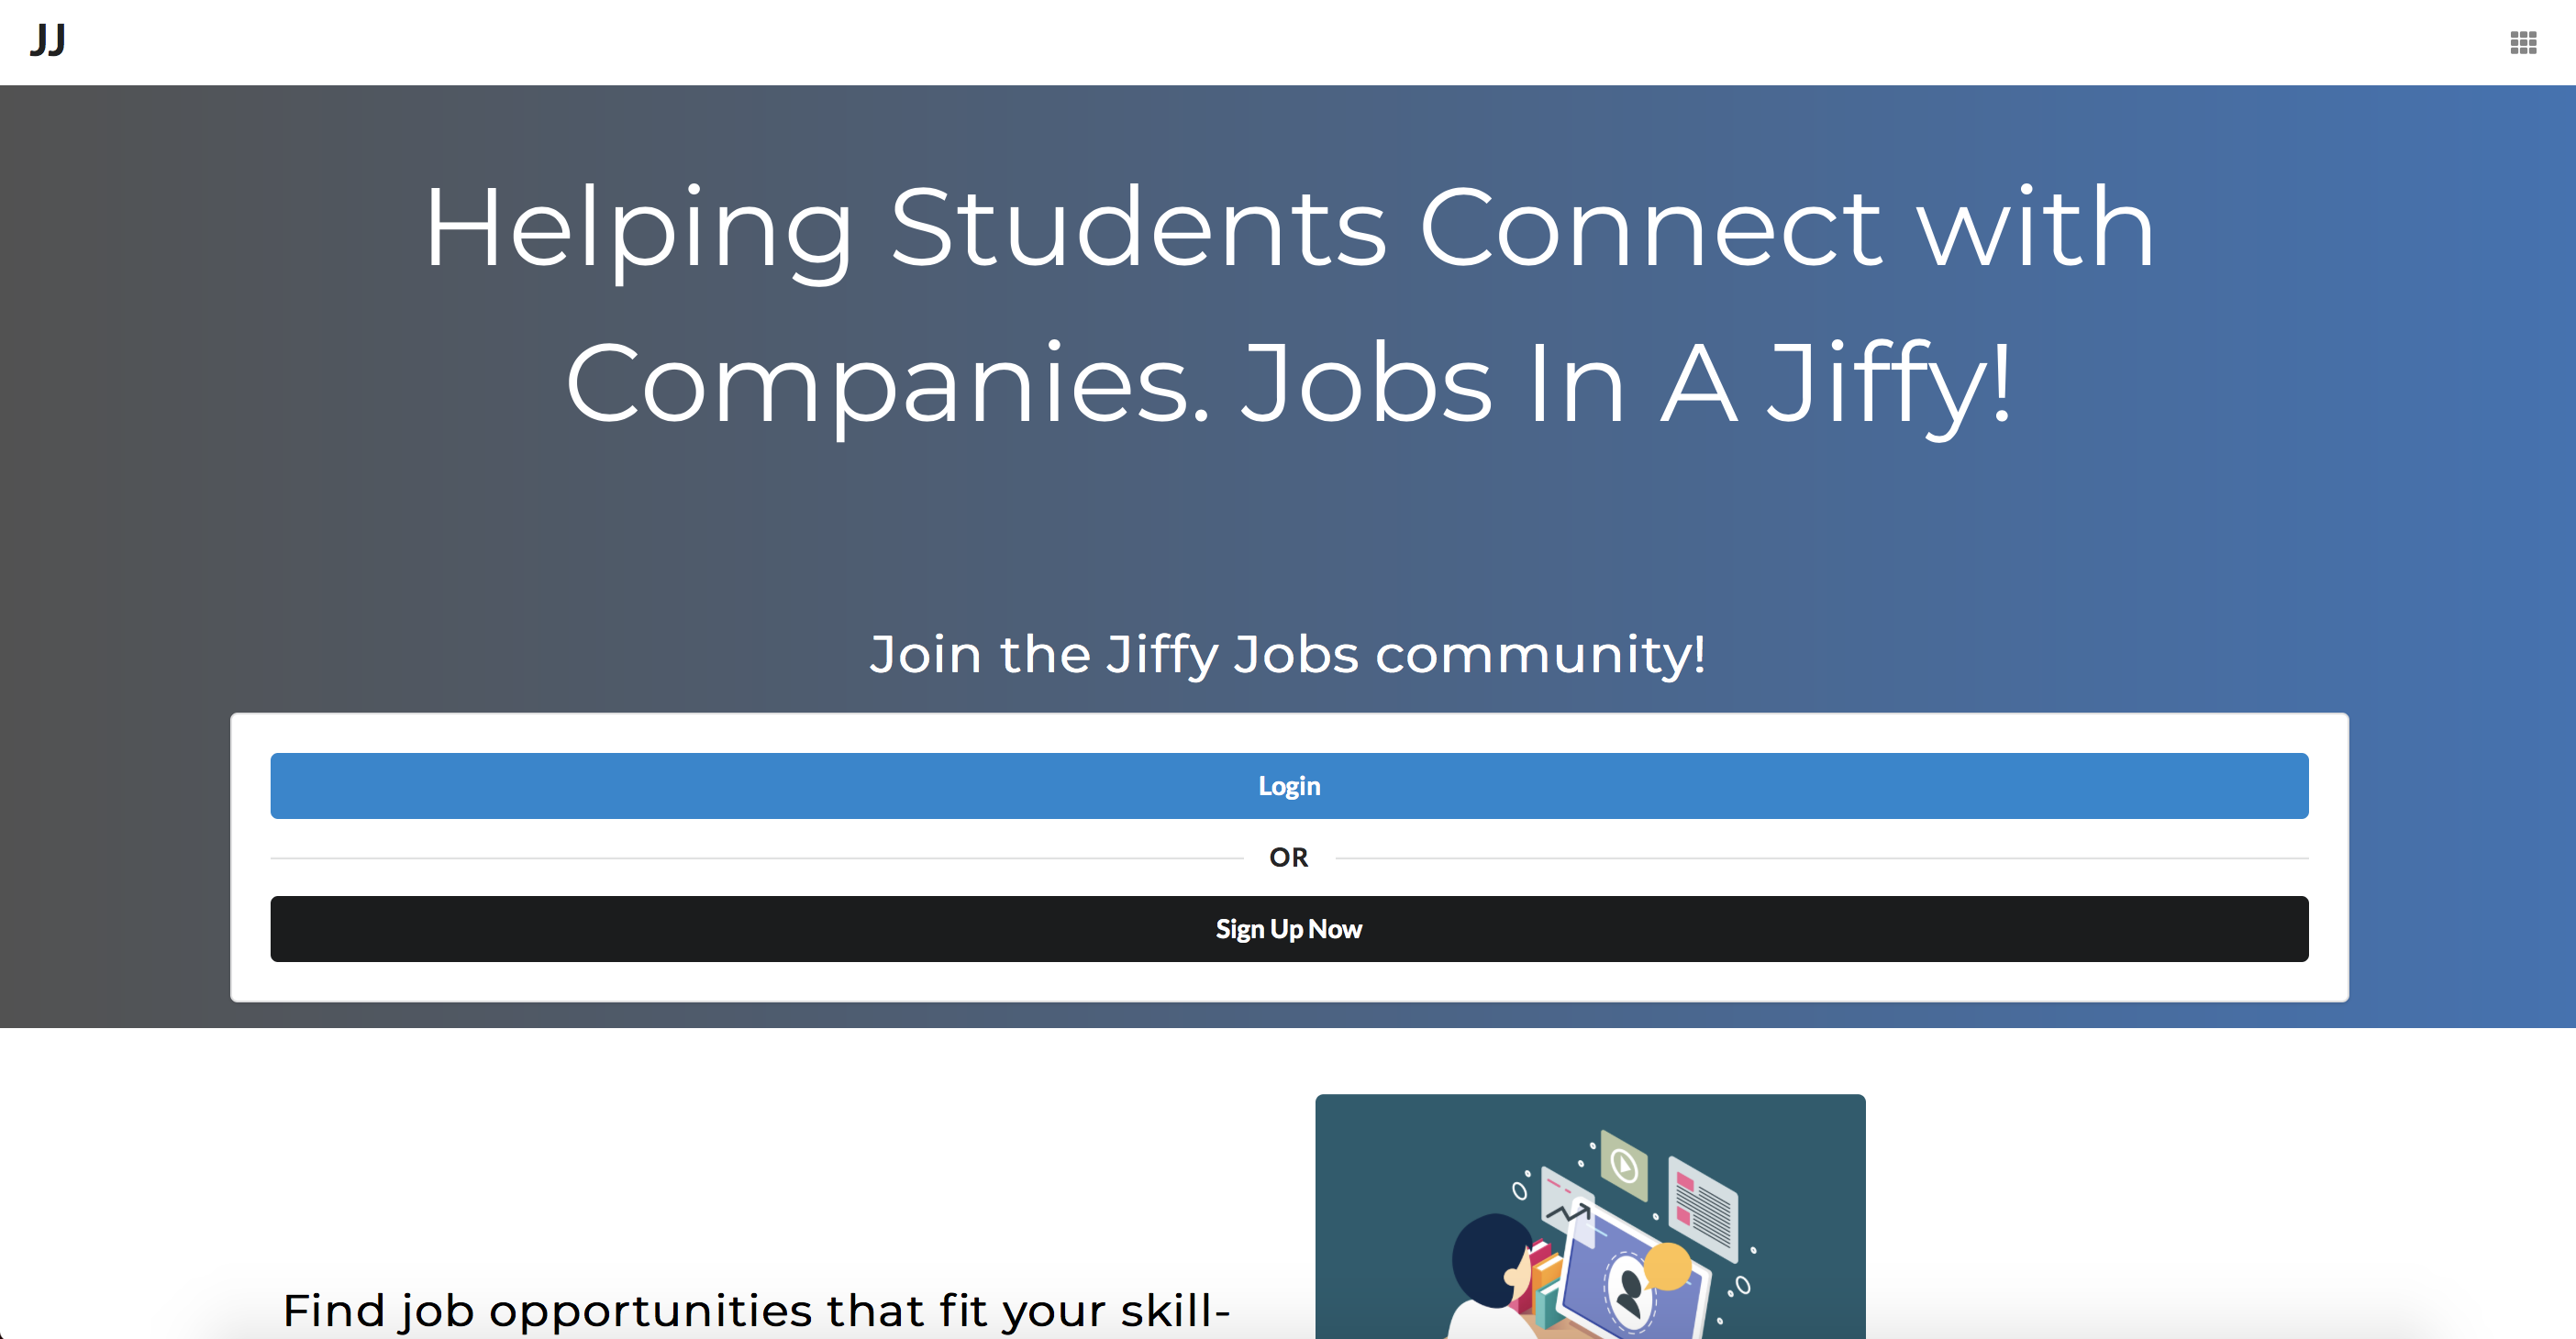 JJ
Helping Students Connect with
Companies. Jobs In A Jiffy!
Join the Jiffy Jobs community!
Login
OR
Sign Up Now
Find job opportunities that fit your skill-